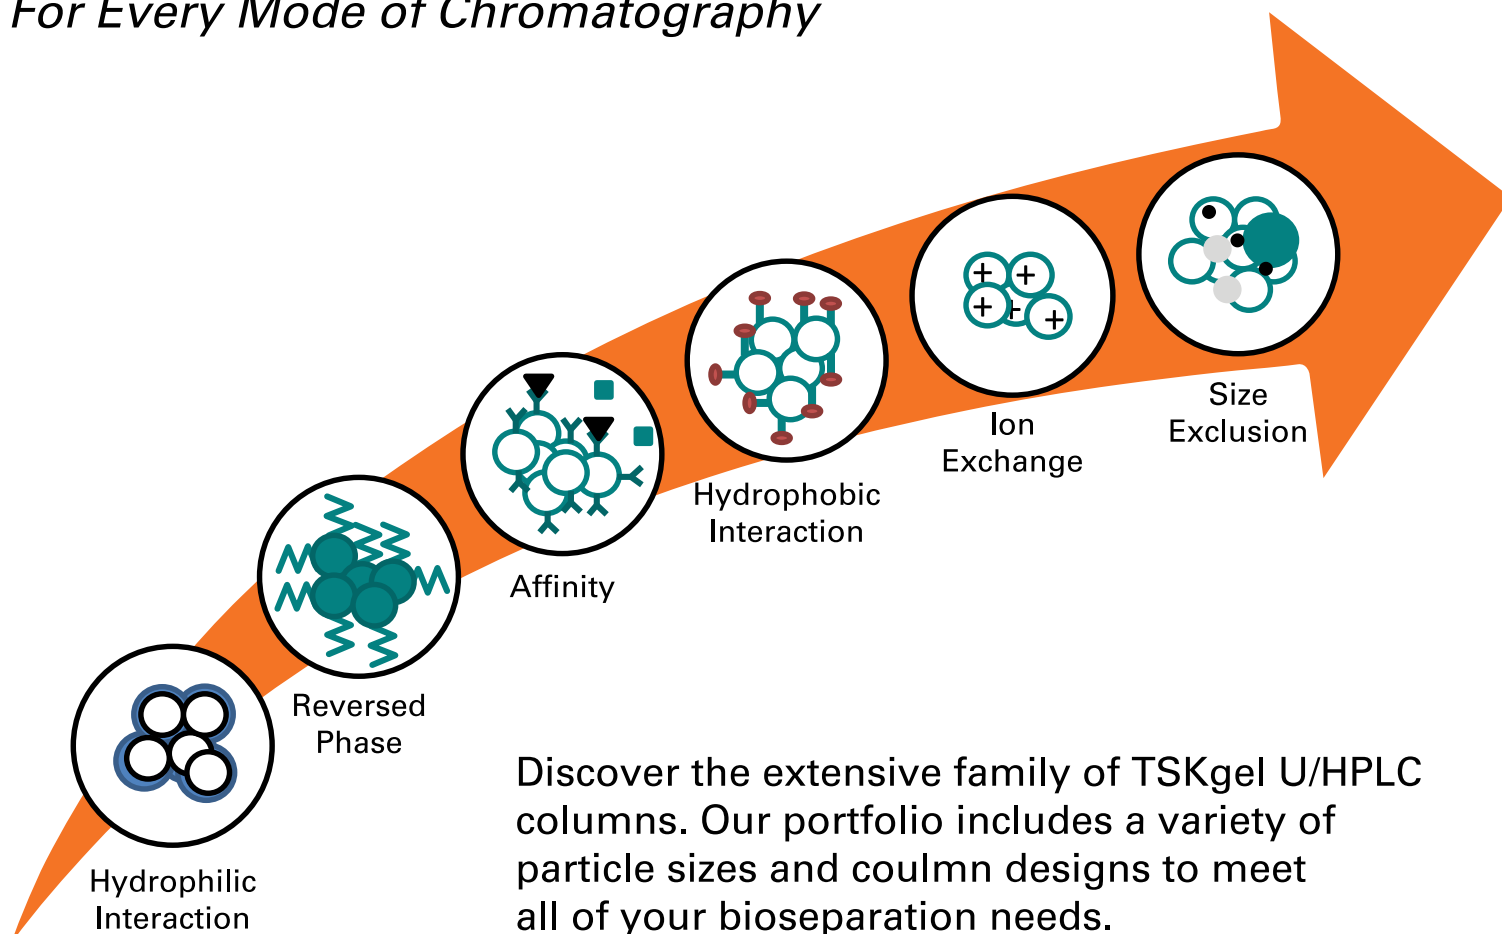 For Every Mode of Chromatography
Size
Exclusion
Ion
Exchange
Hydrophobic
Interaction
Affinity
Reversed
Phase
Hydrophilic
Interaction
Discover the extensive family of TSKgel U/HPLC
columns. Our portfolio includes a variety of
particle sizes and coulmn designs to meet
all of your bioseparation needs.
+
+
+
+
+